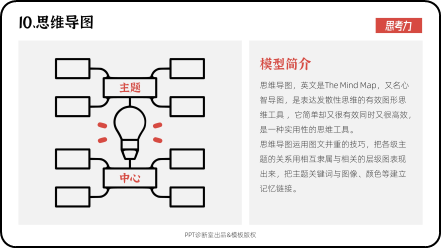 10.思维导图
思考力
主题
中心
模型简介
思维导图，英文是The Mind Map，又名心
智导图，是表达发散性思维的有效图形思
维工具 ，它简单却又很有效同时又很高效，
是一种实用性的思维工具。
思维导图运用图文并重的技巧，把各级主
题的关系用相互隶属与相关的层级图表现
出来，把主题关键词与图像、颜色等建立
记忆链接。
PPT@新室出品&模板版权